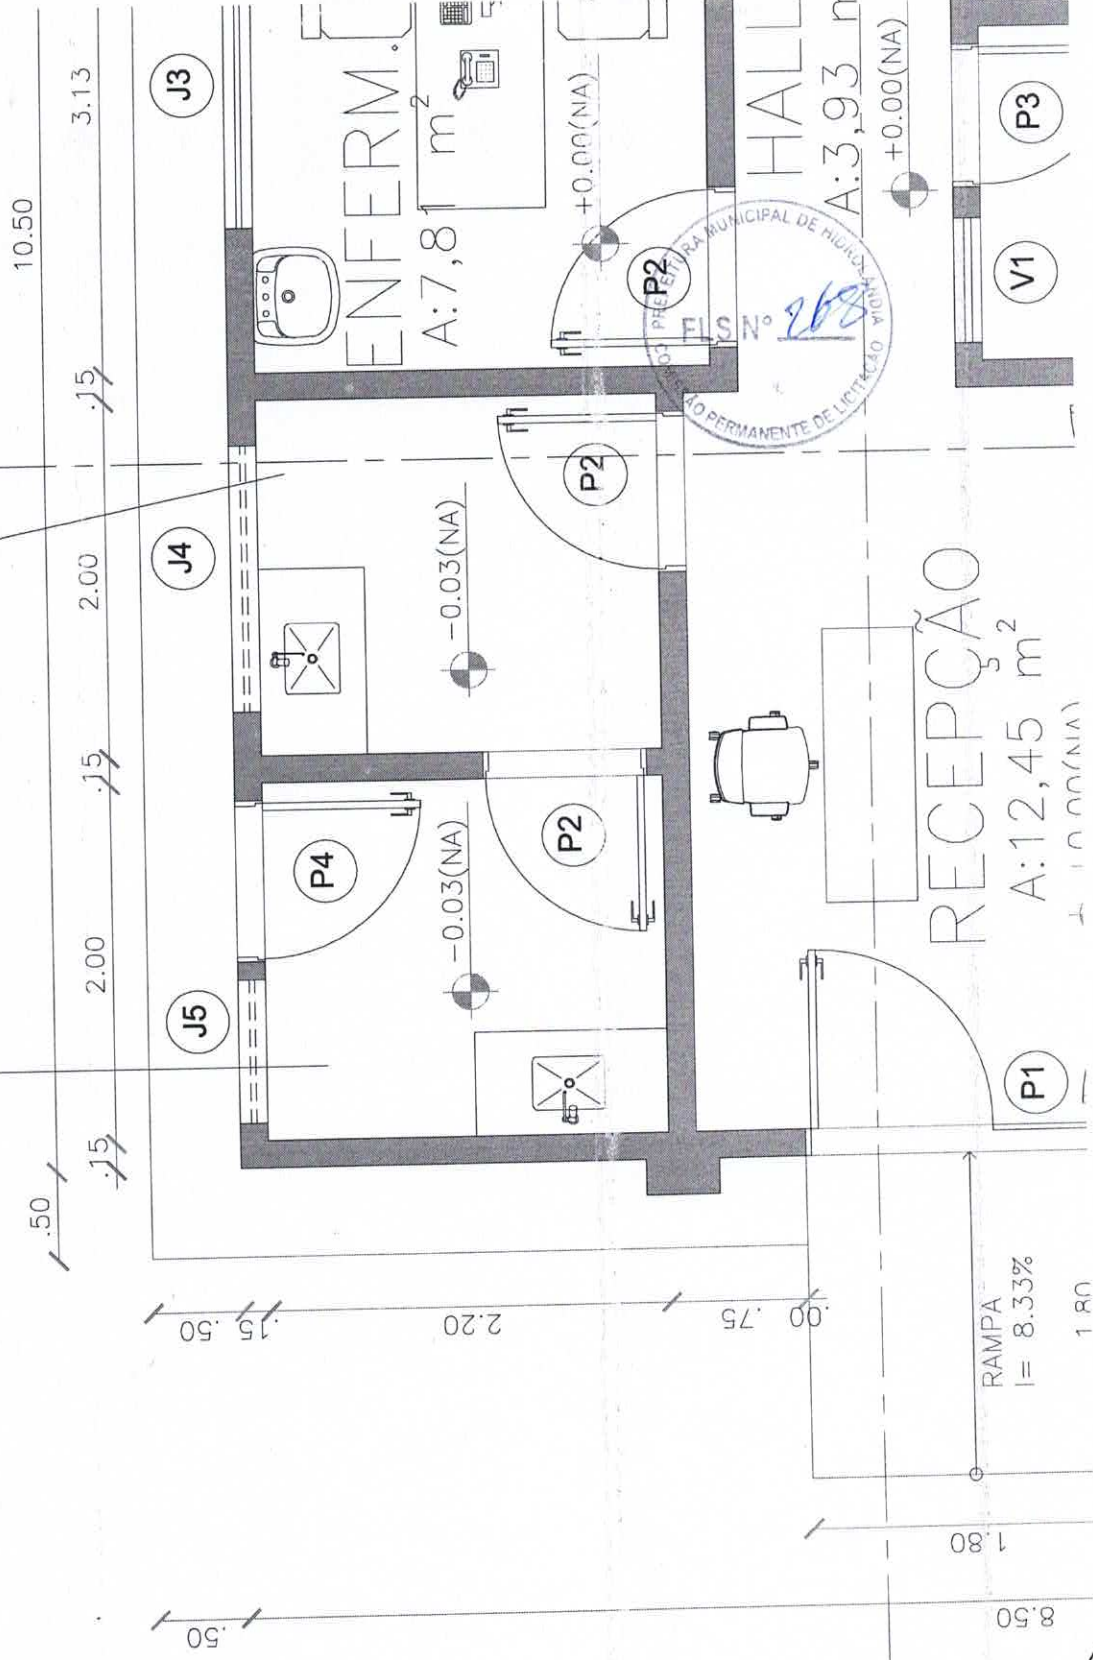 10.50
3.13
.15
2.00
.15
2.00
.15
.50
J3
J4
J5
ENFERM.
A:7,8
m²
+0.00(NA)
P2
HALL
A:3,93
+0.00(NA)
P3
V1
PREFEITURA MUNICIPAL DE HIDROLANDIA
COMISSÃO PERMANENTE DE LICITAÇÃO
FLS Nº 268
P2
-0.03(NA)
P4
P2
-0.03(NA)
RECEPÇÃO
5
A:12,45 m²
P1
.50
.15
2.20
.75
.00
RAMPA
I= 8.33%
1.80
1.80
.50
8.50